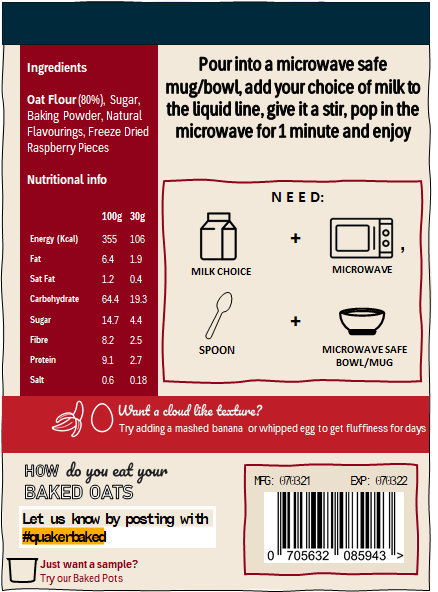 Ingredients
Oat Flour (80%), Sugar,
Baking Powder, Natural
Flavourings, Freeze Dried
Raspberry Pieces
Nutritional info
100g 30g
Energy (Kcal) 355 106
Fat 6.4 1.9
Sat Fat 1.2 0.4
Carbohydrate 64.4 19.3
Sugar 14.7 4.4
Fibre 8.2 2.5
Protein 9.1 2.7
Salt 0.6 0.18
Pour into a microwave safe
mug/bowl, add your choice of milk to
the liquid line, give it a stir, pop in the
microwave for 1 minute and enjoy
NEED:
+ ,
MILK CHOICE MICROWAVE
+
SPOON MICROWAVE SAFE
BOWL/MUG
Want a cloud like texture?
Try adding a mashed banana or whipped egg to get fluffiness for days
HOW do you eat your
BAKED OATS
Let us know by posting with
#quakerbaked
Just want a sample?
Try our Baked Pots
MFG: 070321 EXP: 070322
0 705632 085943 >